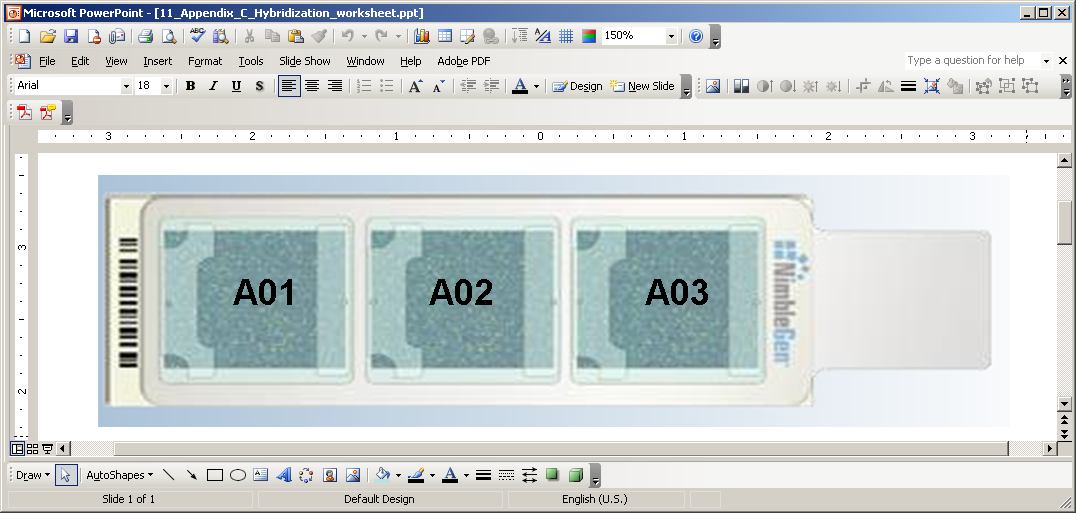 Microsoft PowerPoint - [11_Appendix_C_Hybridization_worksheet.ppt]
150%
File Edit View Insert Format Tools Slide Show Window Help Adobe PDF Type a question for help
Arial 18 B I U S A A A Design New Slide
3 2 1 0 1 2 3
3
2
A01 A02 A03
NimbleGen
Draw AutoShapes A
Slide 1 of 1 Default Design English (U.S.)